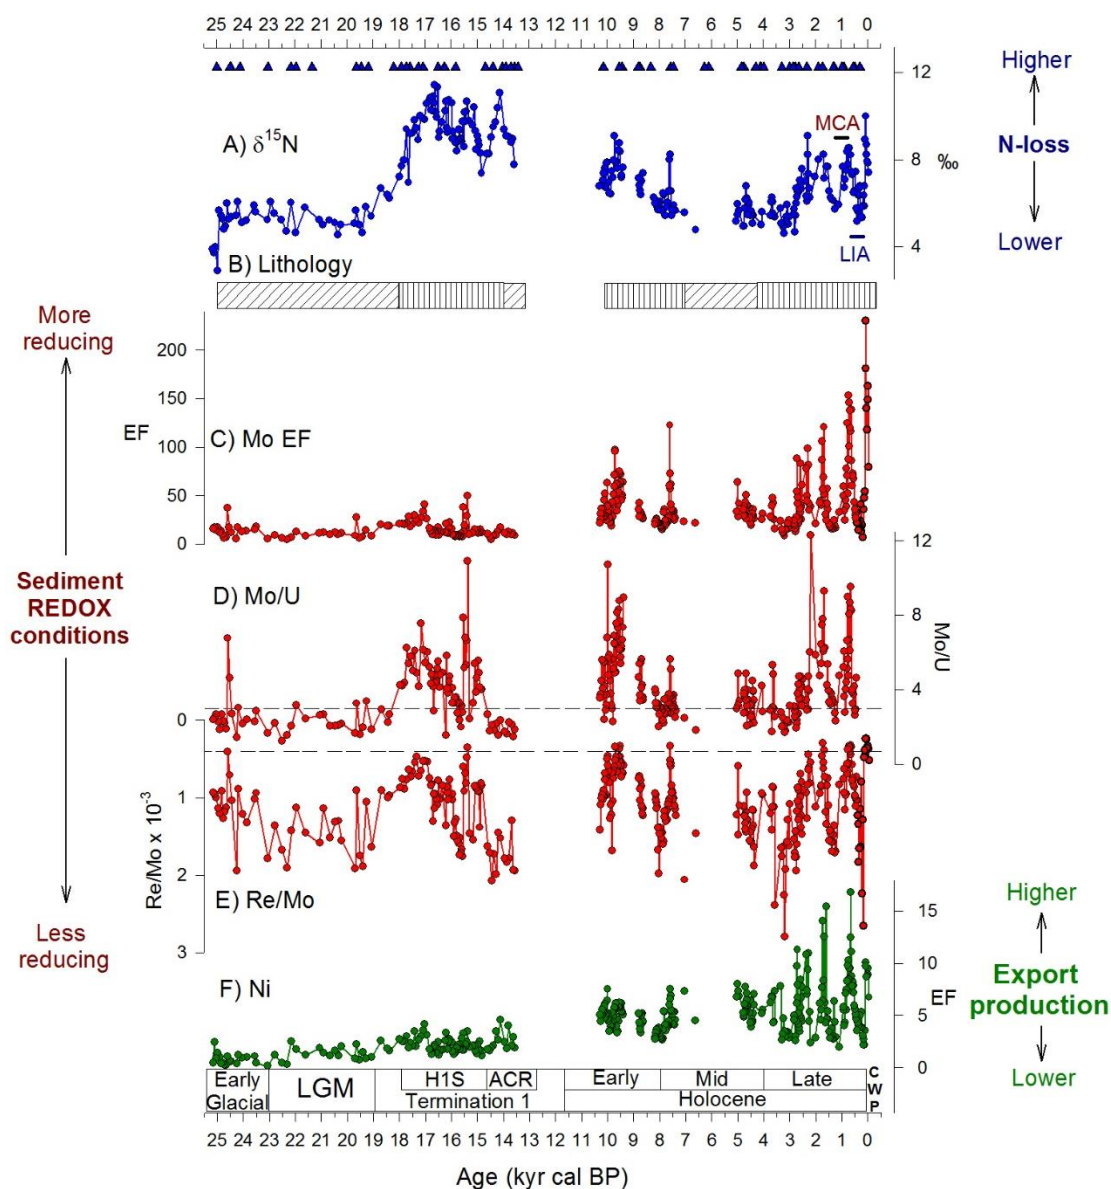 25 24 23 22 21 20 19 18 17 16 15 14 13 12 11 10 9 8 7 6 5 4 3 2 1 0
Higher
N-loss
Lower
12
8
4
‰
A) δ¹⁵N
MCA
LIA
B) Lithology
More
reducing
Sediment
REDOX
conditions
Less
reducing
200
150
100
50
0
EF
C) Mo EF
12
8
4
0
Mo/U
D) Mo/U
0
1
2
3
Re/Mo x 10⁻³
E) Re/Mo
15
10
5
0
EF
F) Ni
Higher
Export
production
Lower
Early
Glacial
LGM
H1S
ACR
Termination 1
Early
Mid
Late
Holocene
C
W
P
25 24 23 22 21 20 19 18 17 16 15 14 13 12 11 10 9 8 7 6 5 4 3 2 1 0
Age (kyr cal BP)